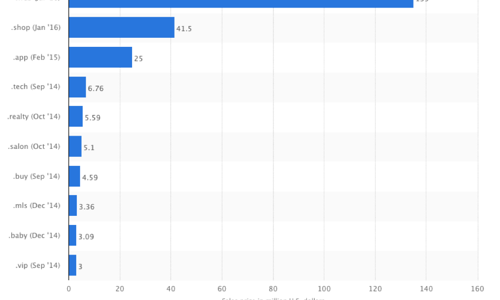 .shop (Jan '16) 41.5
.app (Feb '15) 25
.tech (Sep '14) 6.76
.realty (Oct '14) 5.59
.salon (Oct '14) 5.1
.buy (Sep '14) 4.59
.mls (Dec '14) 3.36
.baby (Dec '14) 3.09
.vip (Sep '14) 3
0 20 40 60 80 100 120 140 160